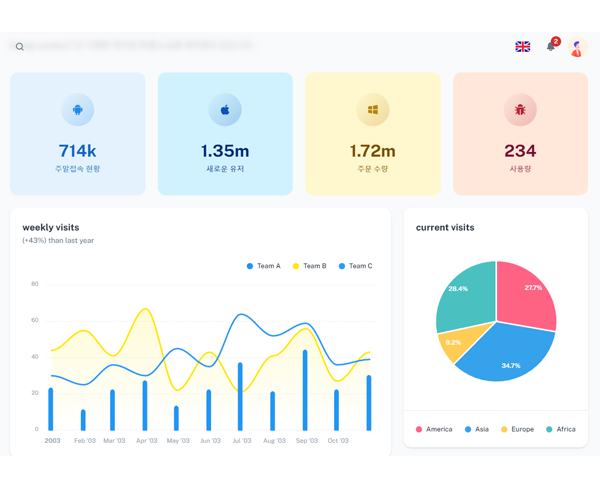 2
714k
주말접속 현황
1.35m
새로운 유저
1.72m
주문 수량
234
사용량
weekly visits
(+43%) than last year
Team A
Team B
Team C
80
60
40
20
0
2003
Feb '03
Mar '03
Apr '03
May '03
Jun '03
Jul '03
Aug '03
Sep '03
Oct '03
current visits
28.4%
27.7%
9.2%
34.7%
America
Asia
Europe
Africa